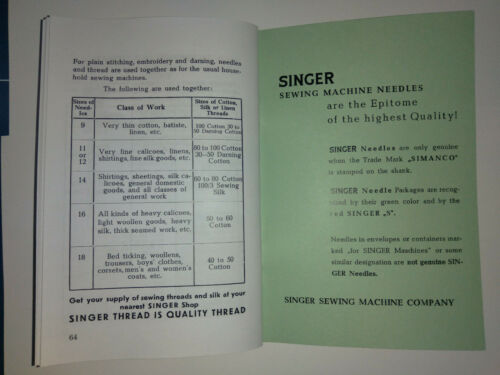 For plain stitching, embroidery and darning, needles
and thread are used together as for the usual house-
hold sewing machines.
The following are used together:
Sizes of Need-les | Class of Work | Sizes of Cotton, Silk or Linen Threads
9 | Very thin cotton, batiste, linen, etc. | 100 Cotton 30 to 50 Darning Cotton
11 or 12 | Very fine calicoes, linens, shirtings, fine silk goods, etc. | 80 to 100 Cotton 30–50 Darning Cotton
14 | Shirtings, sheetings, silk calicoes, general domestic goods, and all classes of general work | 60 to 80 Cotton 100/3 Sewing Silk
16 | All kinds of heavy calicoes, light woollen goods, heavy silk, thick seamed work, etc. | 50 to 60 Cotton
18 | Bed ticking, woollens, trousers, boys' clothes, corsets, men's and women's coats, etc. | 40 to 50 Cotton
Get your supply of sewing threads and silk at your
nearest SINGER Shop
SINGER THREAD IS QUALITY THREAD
64
SINGER
SEWING MACHINE NEEDLES
are the Epitome
of the highest Quality!
SINGER Needles are only genuine
when the Trade Mark „SIMANCO"
is stamped on the shank.
SINGER Needle Packages are recog-
nized by their green color and by the
red SINGER „S".
Needles in envelopes or containers mar-
ked „for SINGER Maschines" or some
similar designation are not genuine SIN-
GER Needles.
SINGER SEWING MACHINE COMPANY